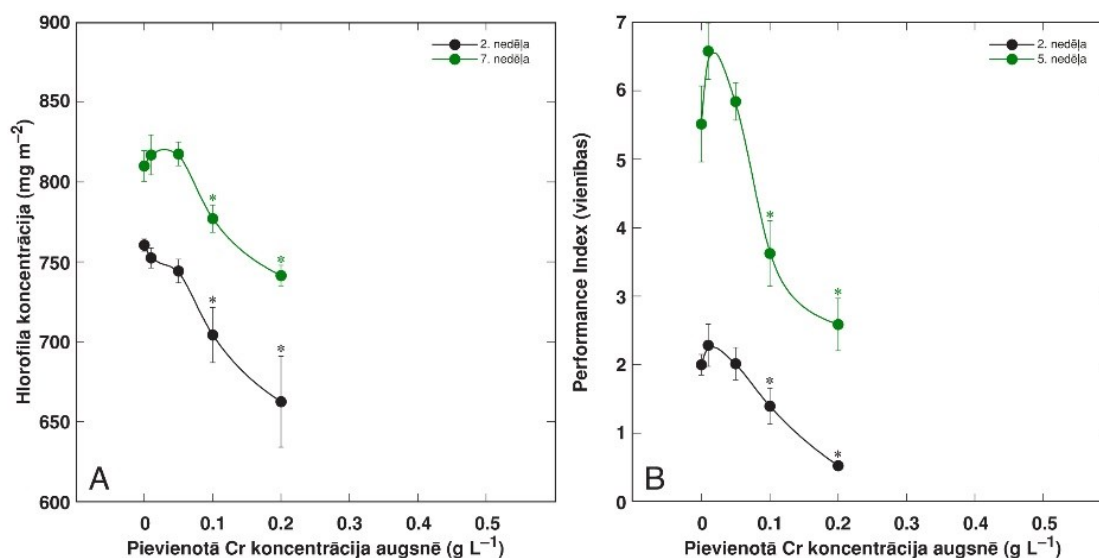 900
850
800
750
700
650
600
Hlorofila koncentrācija (mg m⁻²)
2. nedēļa
7. nedēļa
*
*
*
*
A
0 0.1 0.2 0.3 0.4 0.5
Pievienotā Cr koncentrācija augsnē (g L⁻¹)
7
6
5
4
3
2
1
0
Performance Index (vienības)
2. nedēļa
5. nedēļa
*
*
*
*
B
0 0.1 0.2 0.3 0.4 0.5
Pievienotā Cr koncentrācija augsnē (g L⁻¹)